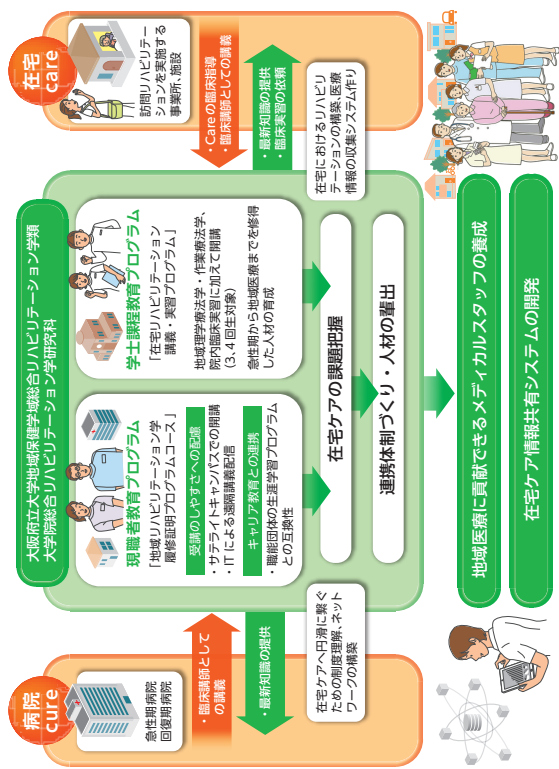 大阪府立大学地域保健学域総合リハビリテーション学類
大学院総合リハビリテーション学研究科
病院
cure
急性期病院
回復期病院
・臨床講師として
の講義
・最新知識の提供
在宅ケアへ円滑に繋ぐ
ための制度理解、ネット
ワークの構築
現職者教育プログラム
「地域リハビリテーション学
履修証明プログラムコース」
受講のしやすさへの配慮
・サテライトキャンパスでの開講
・ITによる遠隔講義配信
キャリア教育との連携
・職能団体の生涯学習プログラム
との互換性
学士課程教育プログラム
「在宅リハビリテーション
講義・実習プログラム」
地域理学療法学・作業療法学、
院内臨床実習に加えて開講
(3、4回生対象)
急性期から地域医療までを修得
した人材の育成
在宅ケアの課題把握
連携体制づくり・人材の輩出
在宅
care
訪問リハビリテー
ションを実施する
事業所、施設
・Careの臨床指導
・臨床講師としての講義
・最新知識の提供
・臨床実習の依頼
在宅におけるリハビリ
テーションの構築、医療
情報の収集システム作り
地域医療に貢献できるメディカルスタッフの養成
在宅ケア情報共有システムの開発